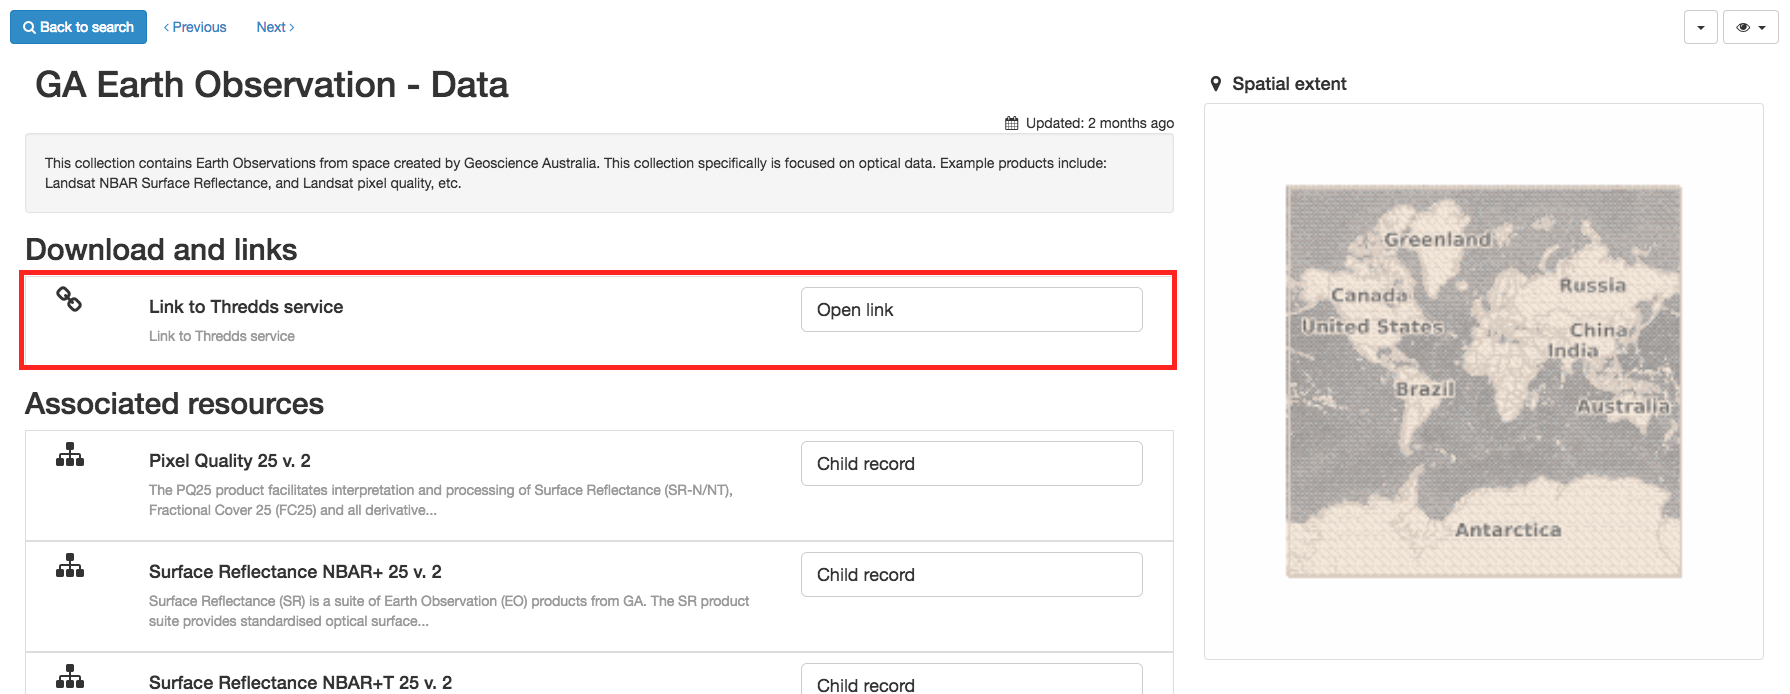 Back to search
Previous
Next
GA Earth Observation - Data
Updated: 2 months ago
This collection contains Earth Observations from space created by Geoscience Australia. This collection specifically is focused on optical data. Example products include:
Landsat NBAR Surface Reflectance, and Landsat pixel quality, etc.
Download and links
Link to Thredds service
Open link
Link to Thredds service
Associated resources
Pixel Quality 25 v. 2
Child record
The PQ25 product facilitates interpretation and processing of Surface Reflectance (SR-N/NT),
Fractional Cover 25 (FC25) and all derivative...
Surface Reflectance NBAR+ 25 v. 2
Child record
Surface Reflectance (SR) is a suite of Earth Observation (EO) products from GA. The SR product
suite provides standardised optical surface...
Surface Reflectance NBAR+T 25 v. 2
Child record
Spatial extent
Greenland
Russia
Canada
United States
China
India
Brazil
Australia
Antarctica